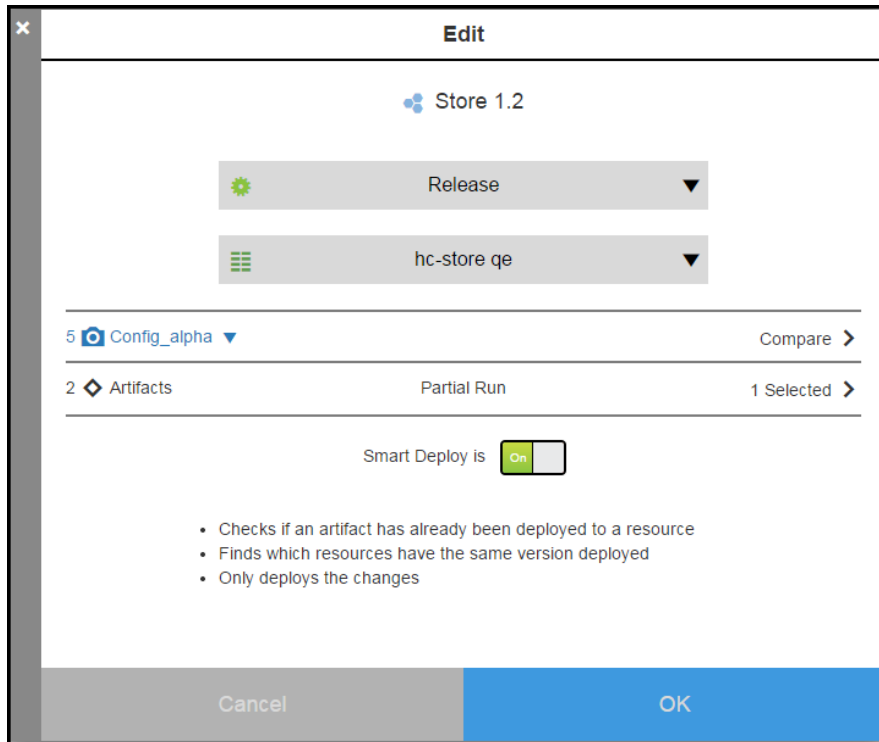 Edit
Store 1.2
Release
hc-store qe
5 Config_alpha Compare
2 Artifacts Partial Run 1 Selected
Smart Deploy is On
• Checks if an artifact has already been deployed to a resource
• Finds which resources have the same version deployed
• Only deploys the changes
Cancel OK